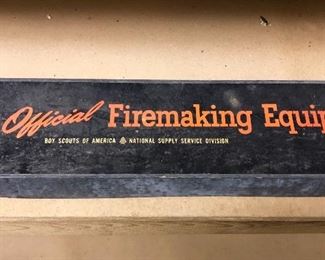 Official Firemaking Equip
BOY SCOUTS OF AMERICA NATIONAL SUPPLY SERVICE DIVISION